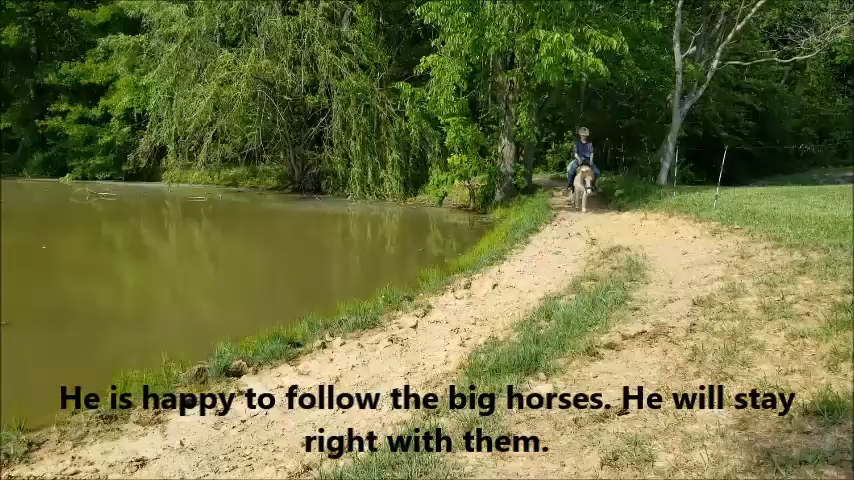 He is happy to follow the big horses. He will stay
right with them.